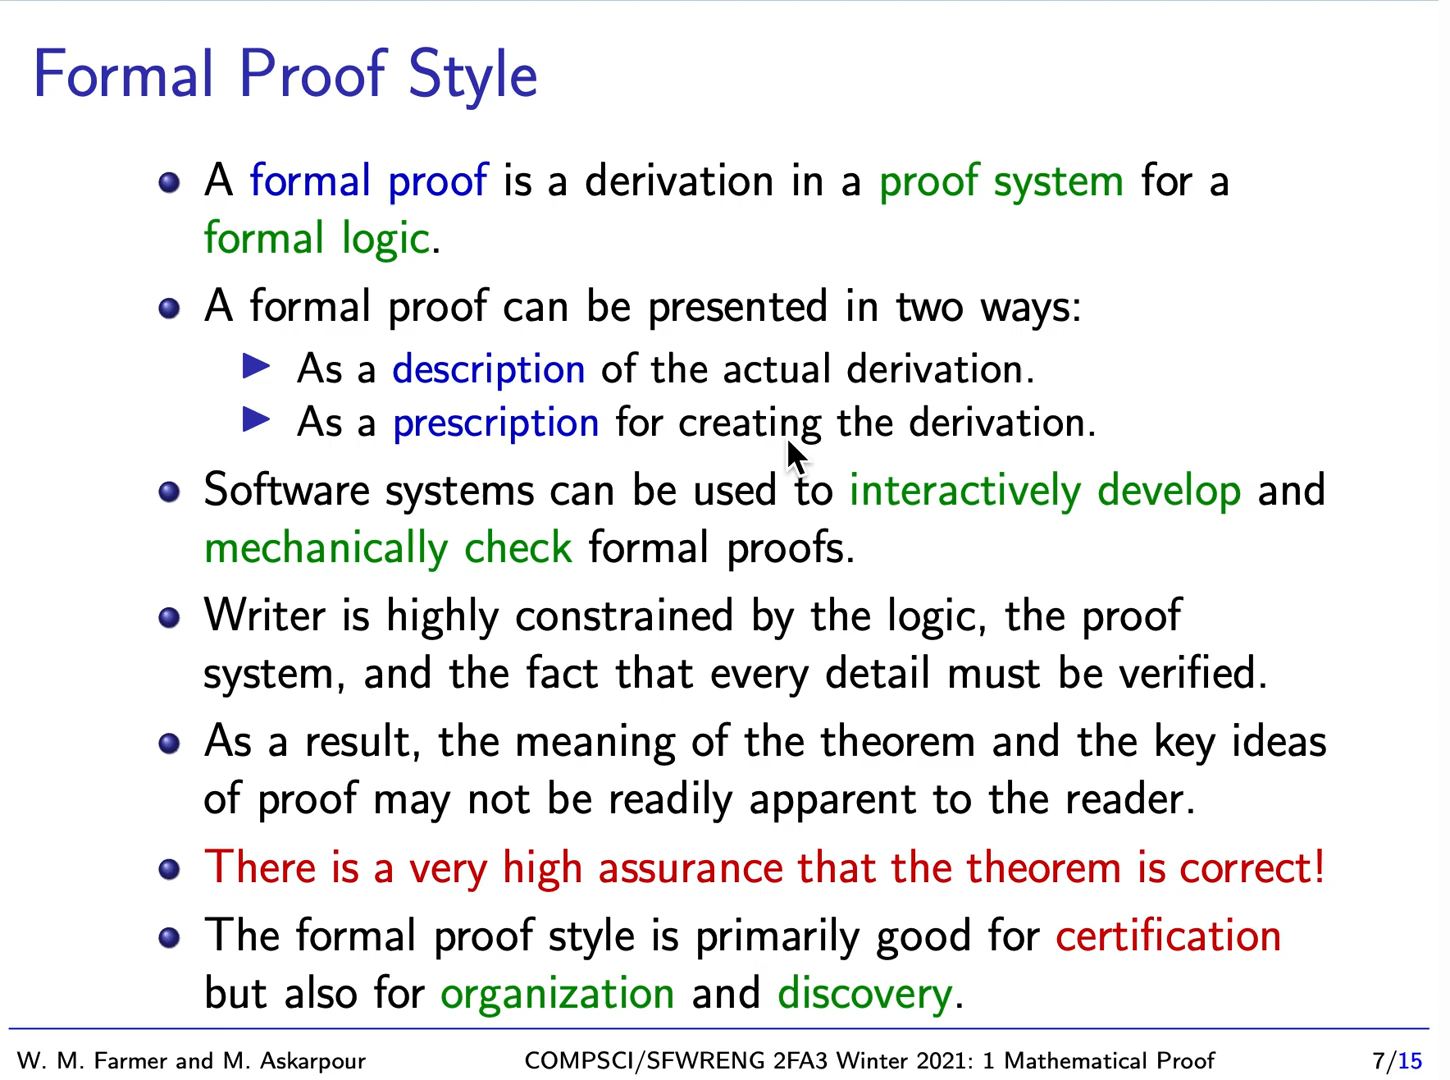 Formal Proof Style
A formal proof is a derivation in a proof system for a
formal logic.
A formal proof can be presented in two ways:
As a description of the actual derivation.
As a prescription for creating the derivation.
Software systems can be used to interactively develop and
mechanically check formal proofs.
Writer is highly constrained by the logic, the proof
system, and the fact that every detail must be verified.
As a result, the meaning of the theorem and the key ideas
of proof may not be readily apparent to the reader.
There is a very high assurance that the theorem is correct!
The formal proof style is primarily good for certification
but also for organization and discovery.
W. M. Farmer and M. Askarpour COMPSCI/SFWRENG 2FA3 Winter 2021: 1 Mathematical Proof 7/15